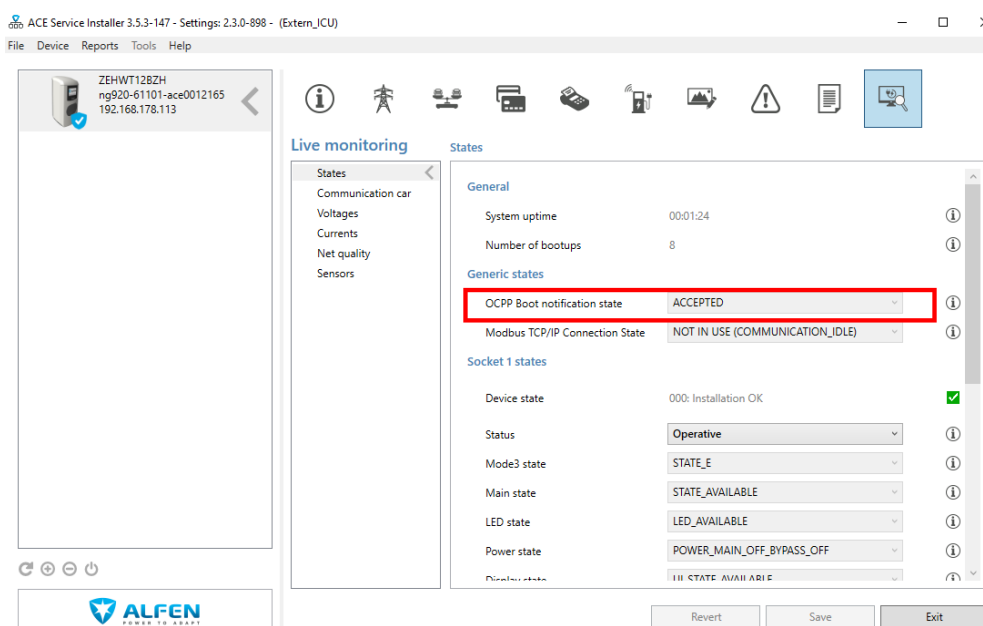 ACE Service Installer 3.5.3-147 - Settings: 2.3.0-898 - (Extern_ICU)
File Device Reports Tools Help
ZEHWT12BZH
ng920-61101-ace0012165
192.168.178.113
Live monitoring
States
Communication car
Voltages
Currents
Net quality
Sensors
States
General
System uptime 00:01:24
Number of bootups 8
Generic states
OCPP Boot notification state ACCEPTED
Modbus TCP/IP Connection State NOT IN USE (COMMUNICATION_IDLE)
Socket 1 states
Device state 000: Installation OK
Status Operative
Mode3 state STATE_E
Main state STATE_AVAILABLE
LED state LED_AVAILABLE
Power state POWER_MAIN_OFF_BYPASS_OFF
Display state UI_STATE_AVAILABLE
ALFEN
POWER TO ADAPT
Revert Save Exit